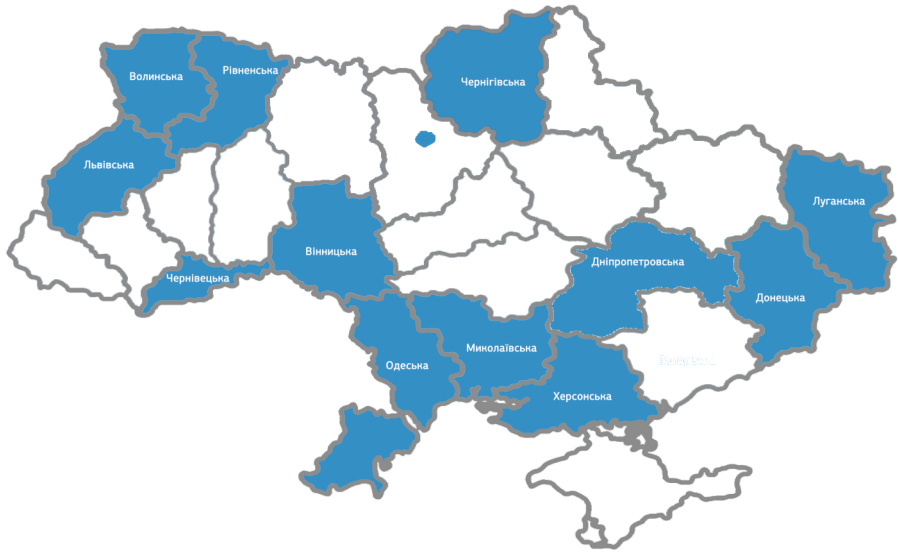 Волинська
Рівненська
Чернігівська
Львівська
Луганська
Вінницька
Дніпропетровська
Чернівецька
Донецька
Миколаївська
Одеська
Херсонська